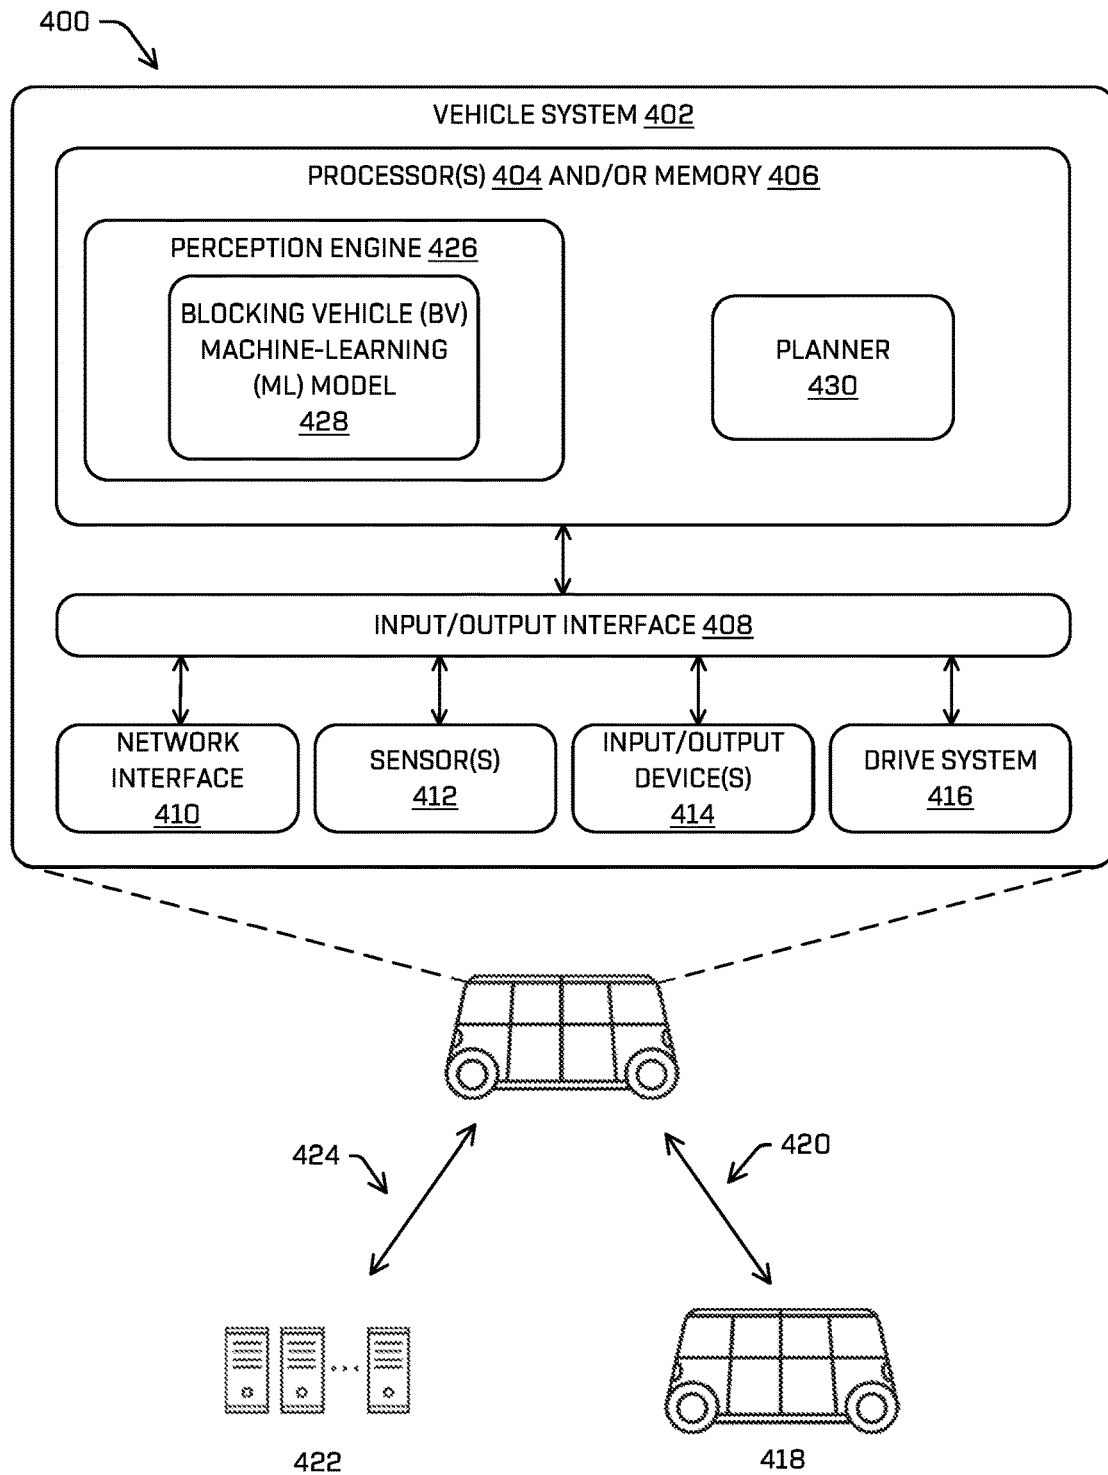 400
VEHICLE SYSTEM 402
PROCESSOR(S) 404 AND/OR MEMORY 406
PERCEPTION ENGINE 426
BLOCKING VEHICLE (BV)
MACHINE-LEARNING
(ML) MODEL
428
PLANNER
430
INPUT/OUTPUT INTERFACE 408
NETWORK
INTERFACE
410
SENSOR(S)
412
INPUT/OUTPUT
DEVICE(S)
414
DRIVE SYSTEM
416
424
420
422
418